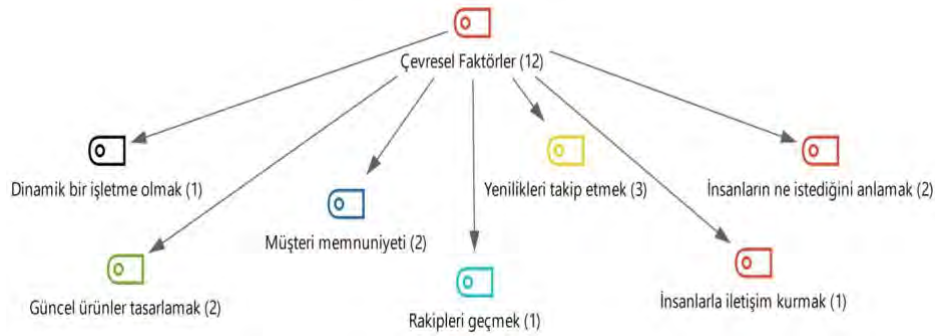 Çevresel Faktörler (12)
Dinamik bir işletme olmak (1)
Yenilikleri takip etmek (3)
İnsanların ne istediğini anlamak (2)
Müşteri memnuniyeti (2)
Güncel ürünler tasarlamak (2)
Rakipleri geçmek (1)
İnsanlarla iletişim kurmak (1)